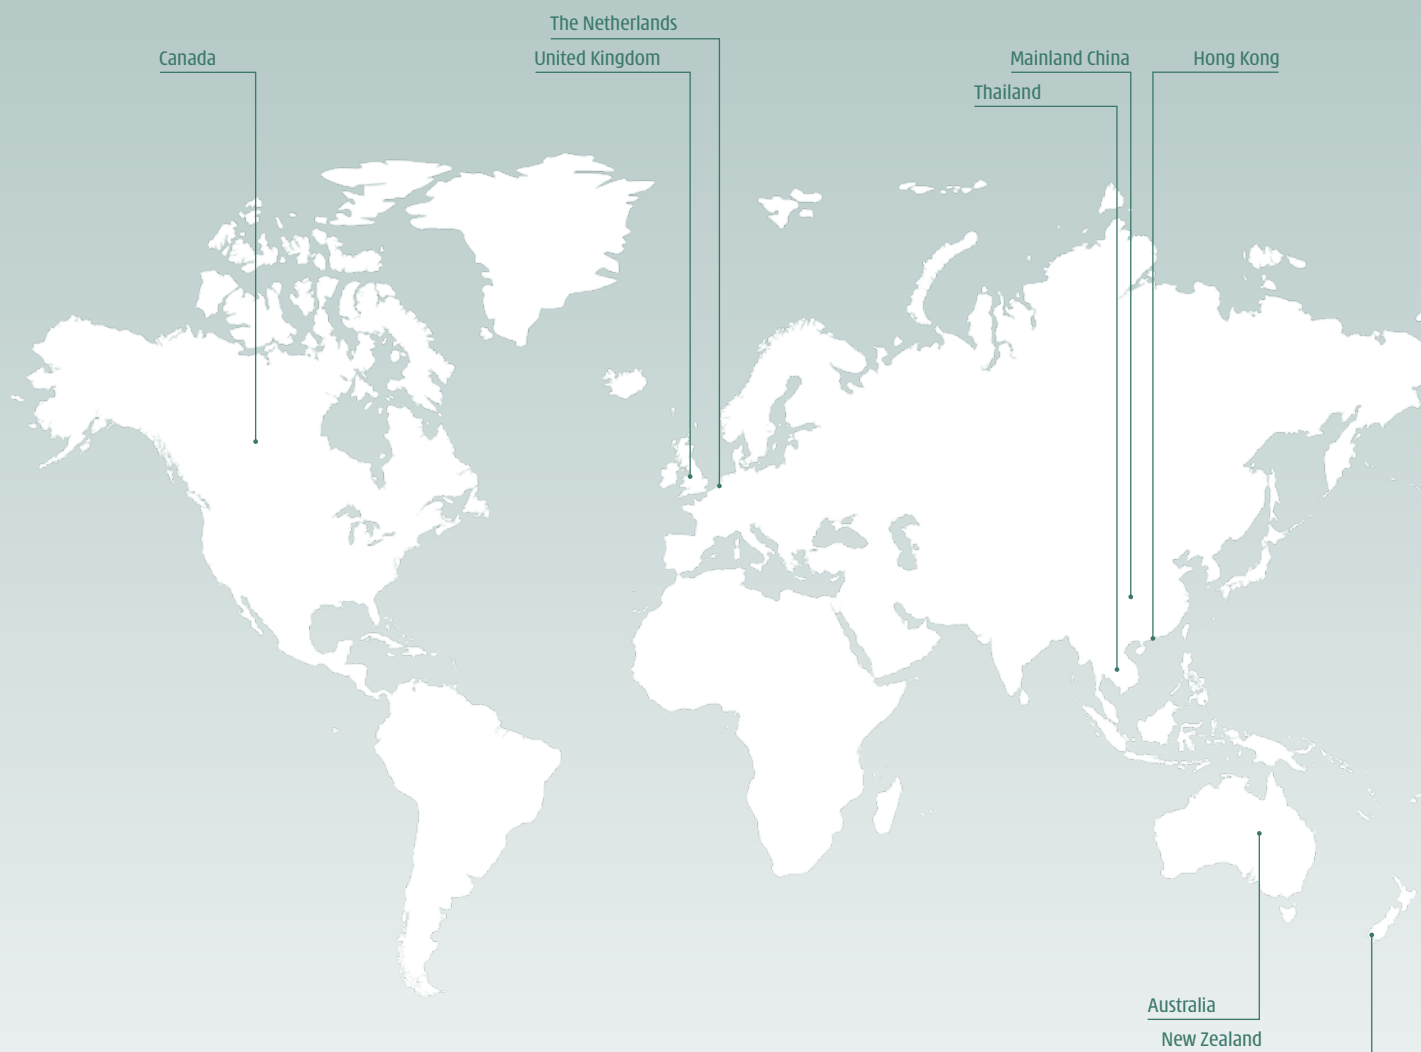 The Netherlands
Canada
United Kingdom
Mainland China
Hong Kong
Thailand
Australia
New Zealand